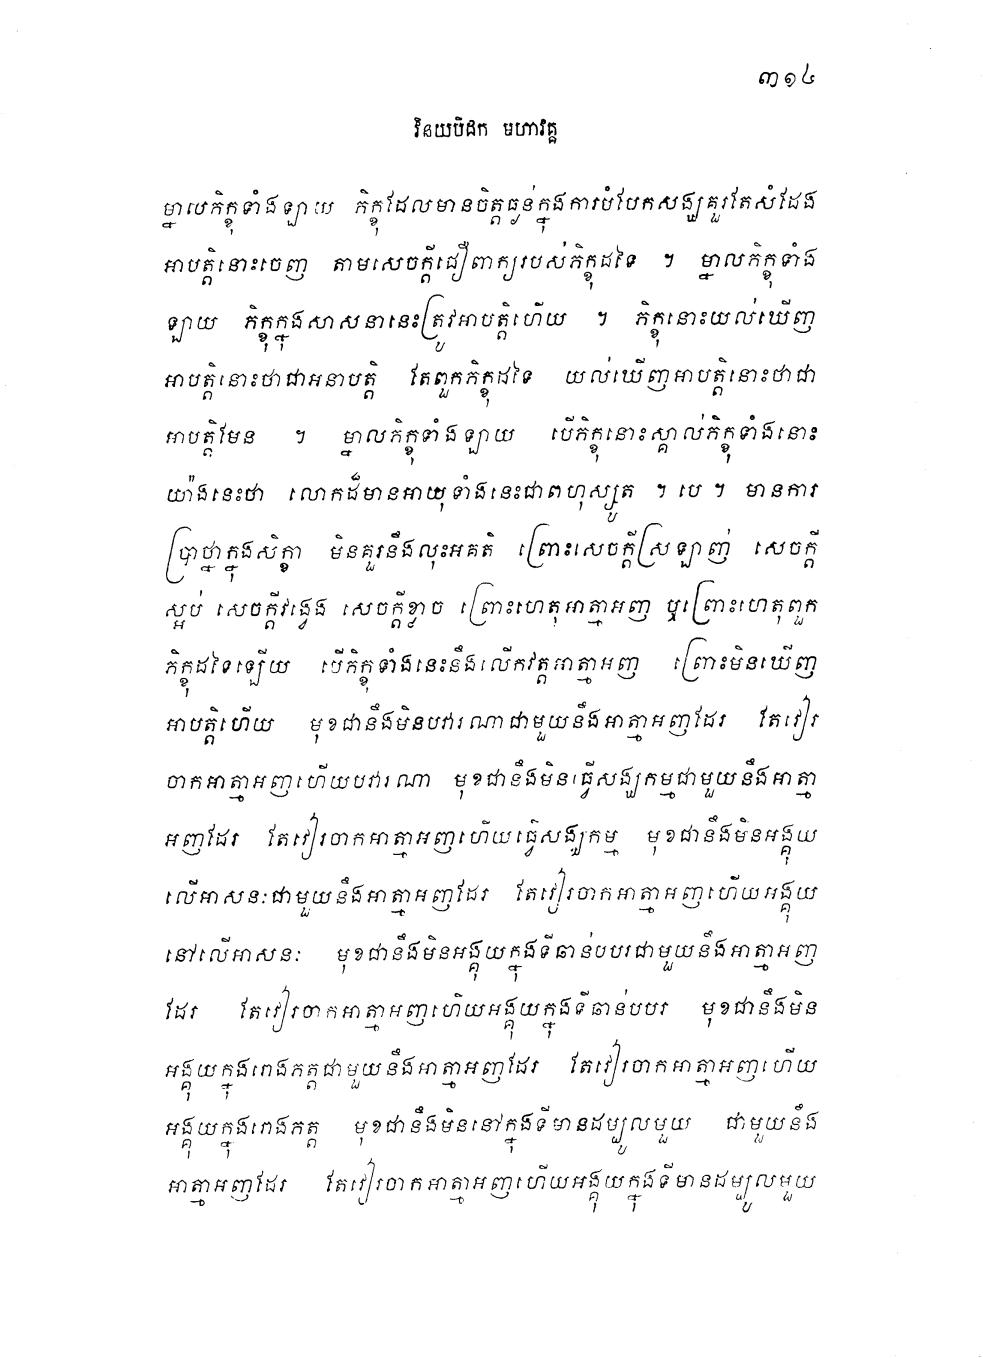 ៣១៤
វិនយបិដក មហាវគ្គ
ម្នាលភិក្ខុទាំងឡាយ ភិក្ខុដែលមានចិត្តធ្ងន់ក្នុងការបំបែកសង្ឃគួរតែសំដែង
អាបត្តិនោះចេញ តាមសេចក្តីជឿពាក្យរបស់ភិក្ខុដទៃ ។ ម្នាលភិក្ខុទាំង
ឡាយ ភិក្ខុក្នុងសាសនានេះត្រូវអាបត្តិហើយ ។ ភិក្ខុនោះយល់ឃើញ
អាបត្តិនោះថាជាអនាបត្តិ តែពួកភិក្ខុដទៃ យល់ឃើញអាបត្តិនោះថាជា
អាបត្តិមែន ។ ម្នាលភិក្ខុទាំងឡាយ បើភិក្ខុនោះស្គាល់ភិក្ខុទាំងនោះ
យ៉ាងនេះថា លោកដ៏មានអាយុទាំងនេះជាពហុស្សូត ។ បេ ។ មានការ
ប្រាថ្នាក្នុងសិក្ខា មិនគួរនឹងលុះអគតិ ព្រោះសេចក្តីស្រឡាញ់ សេចក្តី
ស្អប់ សេចក្តីវង្វេង សេចក្តីខ្លាច ព្រោះហេតុអាត្មាអញ ឬព្រោះហេតុពួក
ភិក្ខុដទៃឡើយ បើភិក្ខុទាំងនេះនឹងលើកវត្តអាត្មាអញ ព្រោះមិនឃើញ
អាបត្តិហើយ មុខជានឹងមិនបវារណាជាមួយនឹងអាត្មាអញដែរ តែវៀរ
ចាកអាត្មាអញហើយបវារណា មុខជានឹងមិនធ្វើសង្ឃកម្មជាមួយនឹងអាត្មា
អញដែរ តែវៀរចាកអាត្មាអញហើយធ្វើសង្ឃកម្ម មុខជានឹងមិនអង្គុយ
លើអាសនៈជាមួយនឹងអាត្មាអញដែរ តែវៀរចាកអាត្មាអញហើយអង្គុយ
នៅលើអាសនៈ មុខជានឹងមិនអង្គុយក្នុងទីឆាន់បបរជាមួយនឹងអាត្មាអញ
ដែរ តែវៀរចាកអាត្មាអញហើយអង្គុយក្នុងទីឆាន់បបរ មុខជានឹងមិន
អង្គុយក្នុងរោងភត្តជាមួយនឹងអាត្មាអញដែរ តែវៀរចាកអាត្មាអញហើយ
អង្គុយក្នុងរោងភត្ត មុខជានឹងមិននៅក្នុងទីមានដម្បូលមួយ ជាមួយនឹង
អាត្មាអញដែរ តែវៀរចាកអាត្មាអញហើយអង្គុយក្នុងទីមានដម្បូលមួយ